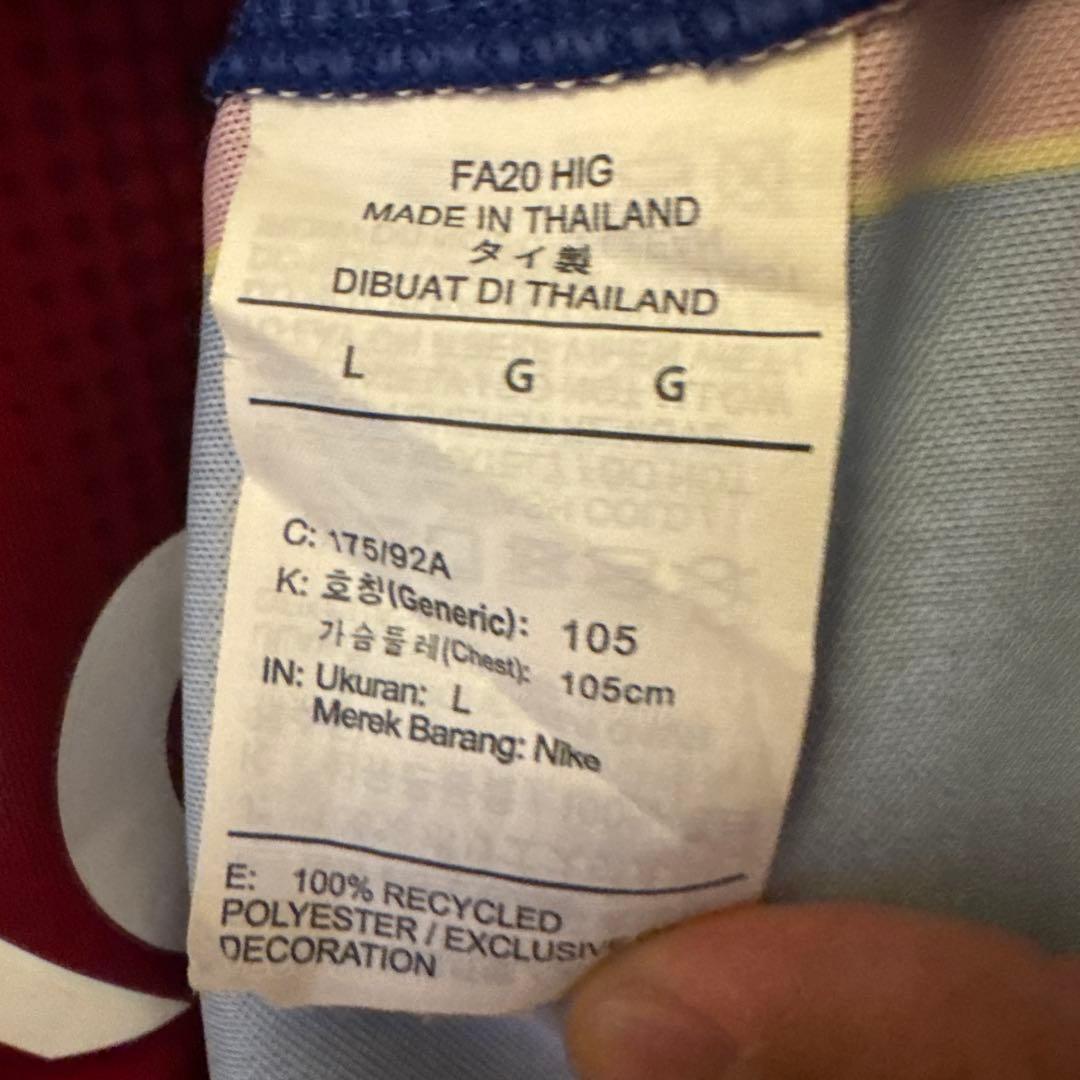 FA20 HIG
MADE IN THAILAND
タイ製
DIBUAT DI THAILAND
L G G
C: 175/92A
K: 호칭(Generic): 105
가슴둘레(Chest): 105cm
IN: Ukuran: L
Merek Barang: Nike
E: 100% RECYCLED
POLYESTER / EXCLUSIVE
DECORATION